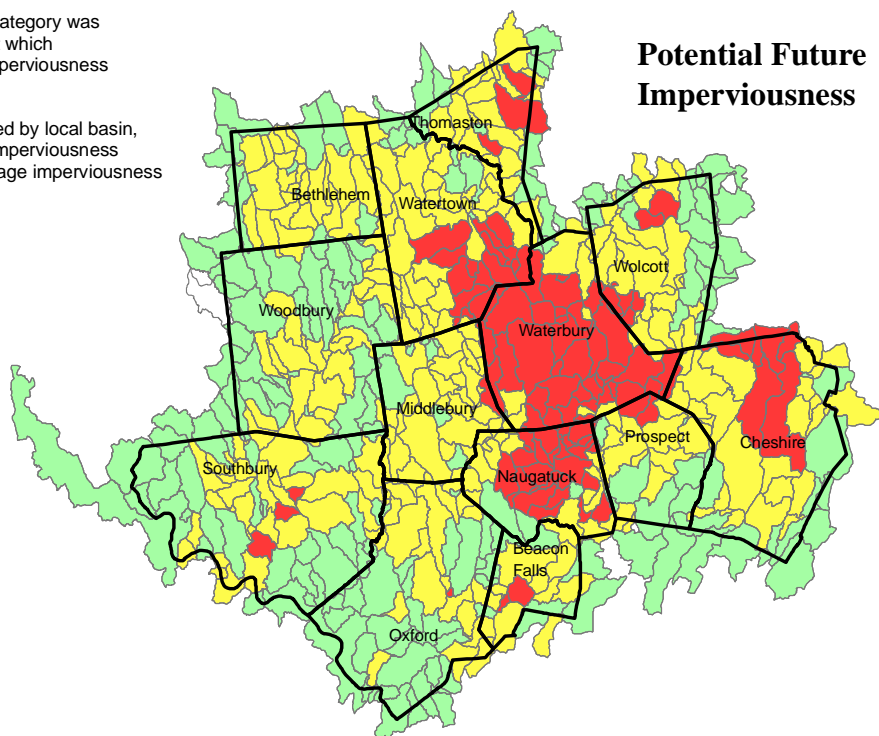 ategory was
which
perviousness
ed by local basin,
mperviousness
age imperviousness
Potential Future
Imperviousness
Thomaston
Bethlehem
Watertown
Wolcott
Woodbury
Waterbury
Middlebury
Prospect
Cheshire
Southbury
Naugatuck
Beacon
Falls
Oxford